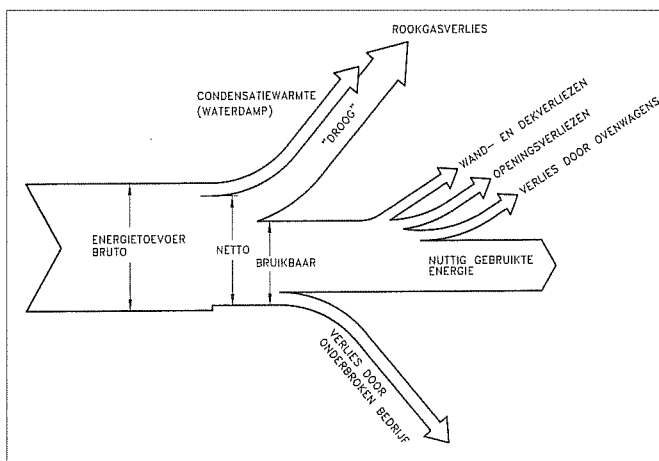 ROOKGASVERLIES
CONDENSATIEWARMTE
(WATERDAMP)
"DROOG"
WAND- EN DEKVERLIEZEN
OPENINGSVERLIEZEN
VERLIES DOOR OVENWAGENS
ENERGIETOEVOER
BRUTO
NETTO
BRUIKBAAR
NUTTIG GEBRUIKTE
ENERGIE
VERLIES DOOR
ONDERBROKEN BEDRIJF